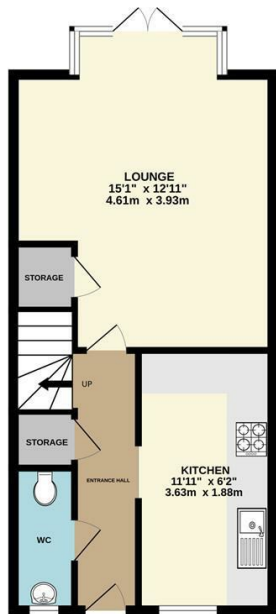 LOUNGE
15'1" x 12'11"
4.61m x 3.93m
STORAGE
UP
STORAGE
ENTRANCE HALL
KITCHEN
11'11" x 6'2"
3.63m x 1.88m
WC